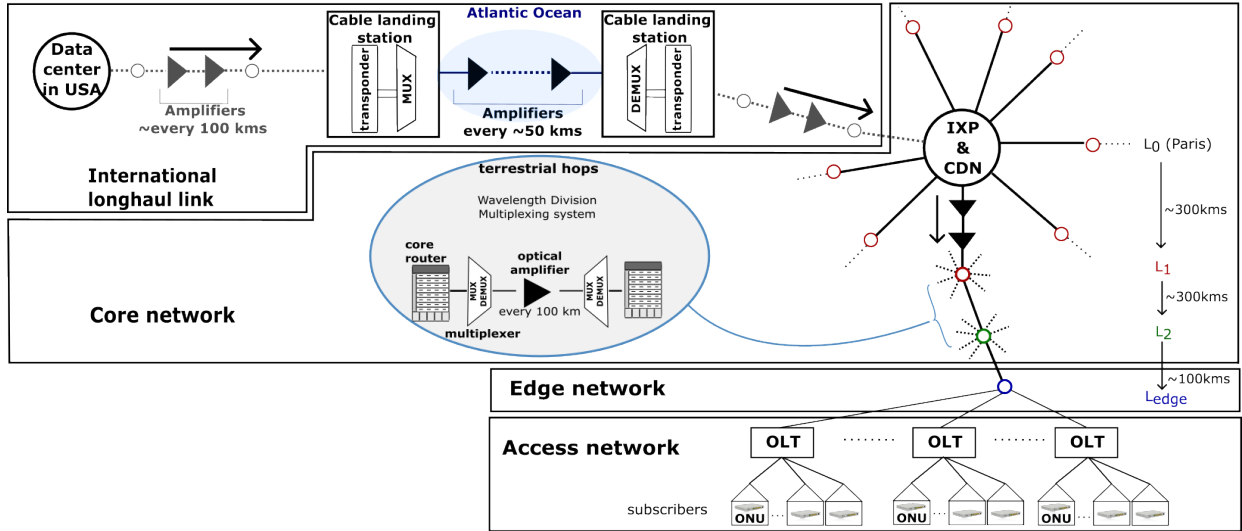 Data
center
in USA
Amplifiers
~every 100 kms
Cable landing
station
transponder
MUX
Atlantic Ocean
Amplifiers
every ~50 kms
Cable landing
station
DEMUX
transponder
International
longhaul link
IXP
&
CDN
L0 (Paris)
~300kms
L1
~300kms
L2
~100kms
Ledge
terrestrial hops
Wavelength Division
Multiplexing system
core
router
MUX
DEMUX
multiplexer
optical
amplifier
every 100 km
MUX
DEMUX
Core network
Edge network
Access network
OLT
OLT
OLT
subscribers
ONU
ONU
ONU